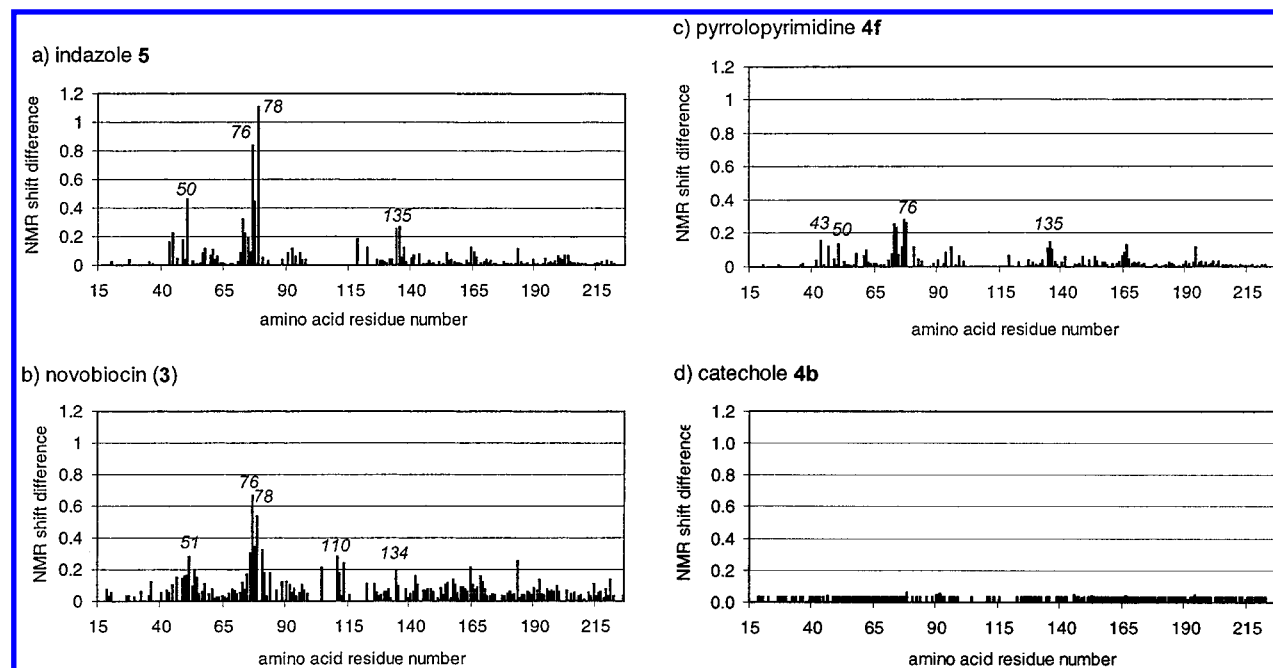 a) indazole 5
NMR shift difference
1.2
1
0.8
0.6
0.4
0.2
0
78
76
50
135
15 40 65 90 115 140 165 190 215
amino acid residue number
b) novobiocin (3)
NMR shift difference
1.2
1
0.8
0.6
0.4
0.2
0
76
78
51
110
134
15 40 65 90 115 140 165 190 215
amino acid residue number
c) pyrrolopyrimidine 4f
NMR shift difference
1.2
1
0.8
0.6
0.4
0.2
0
43
50
76
135
15 40 65 90 115 140 165 190 215
amino acid residue number
d) catechole 4b
NMR shift difference
1.2
1.0
0.8
0.6
0.4
0.2
0.0
15 40 65 90 115 140 165 190 215
amino acid residue number